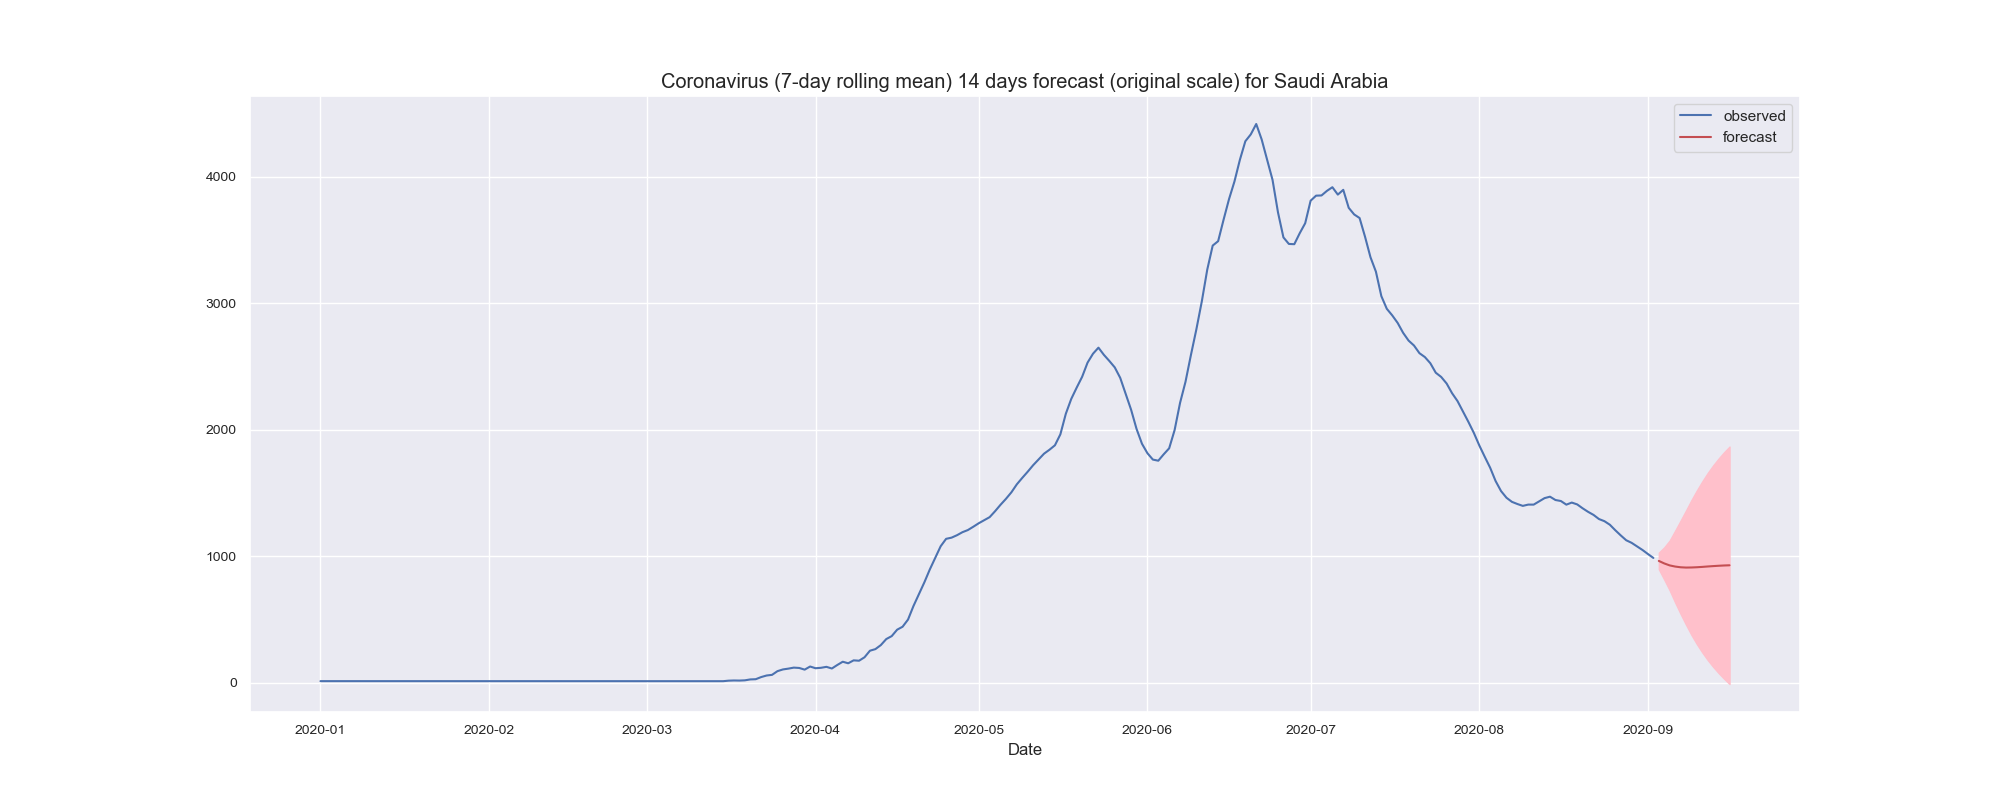 Coronavirus (7-day rolling mean) 14 days forecast (original scale) for Saudi Arabia
observed
forecast
4000
3000
2000
1000
0
2020-01 2020-02 2020-03 2020-04 2020-05 2020-06 2020-07 2020-08 2020-09
Date